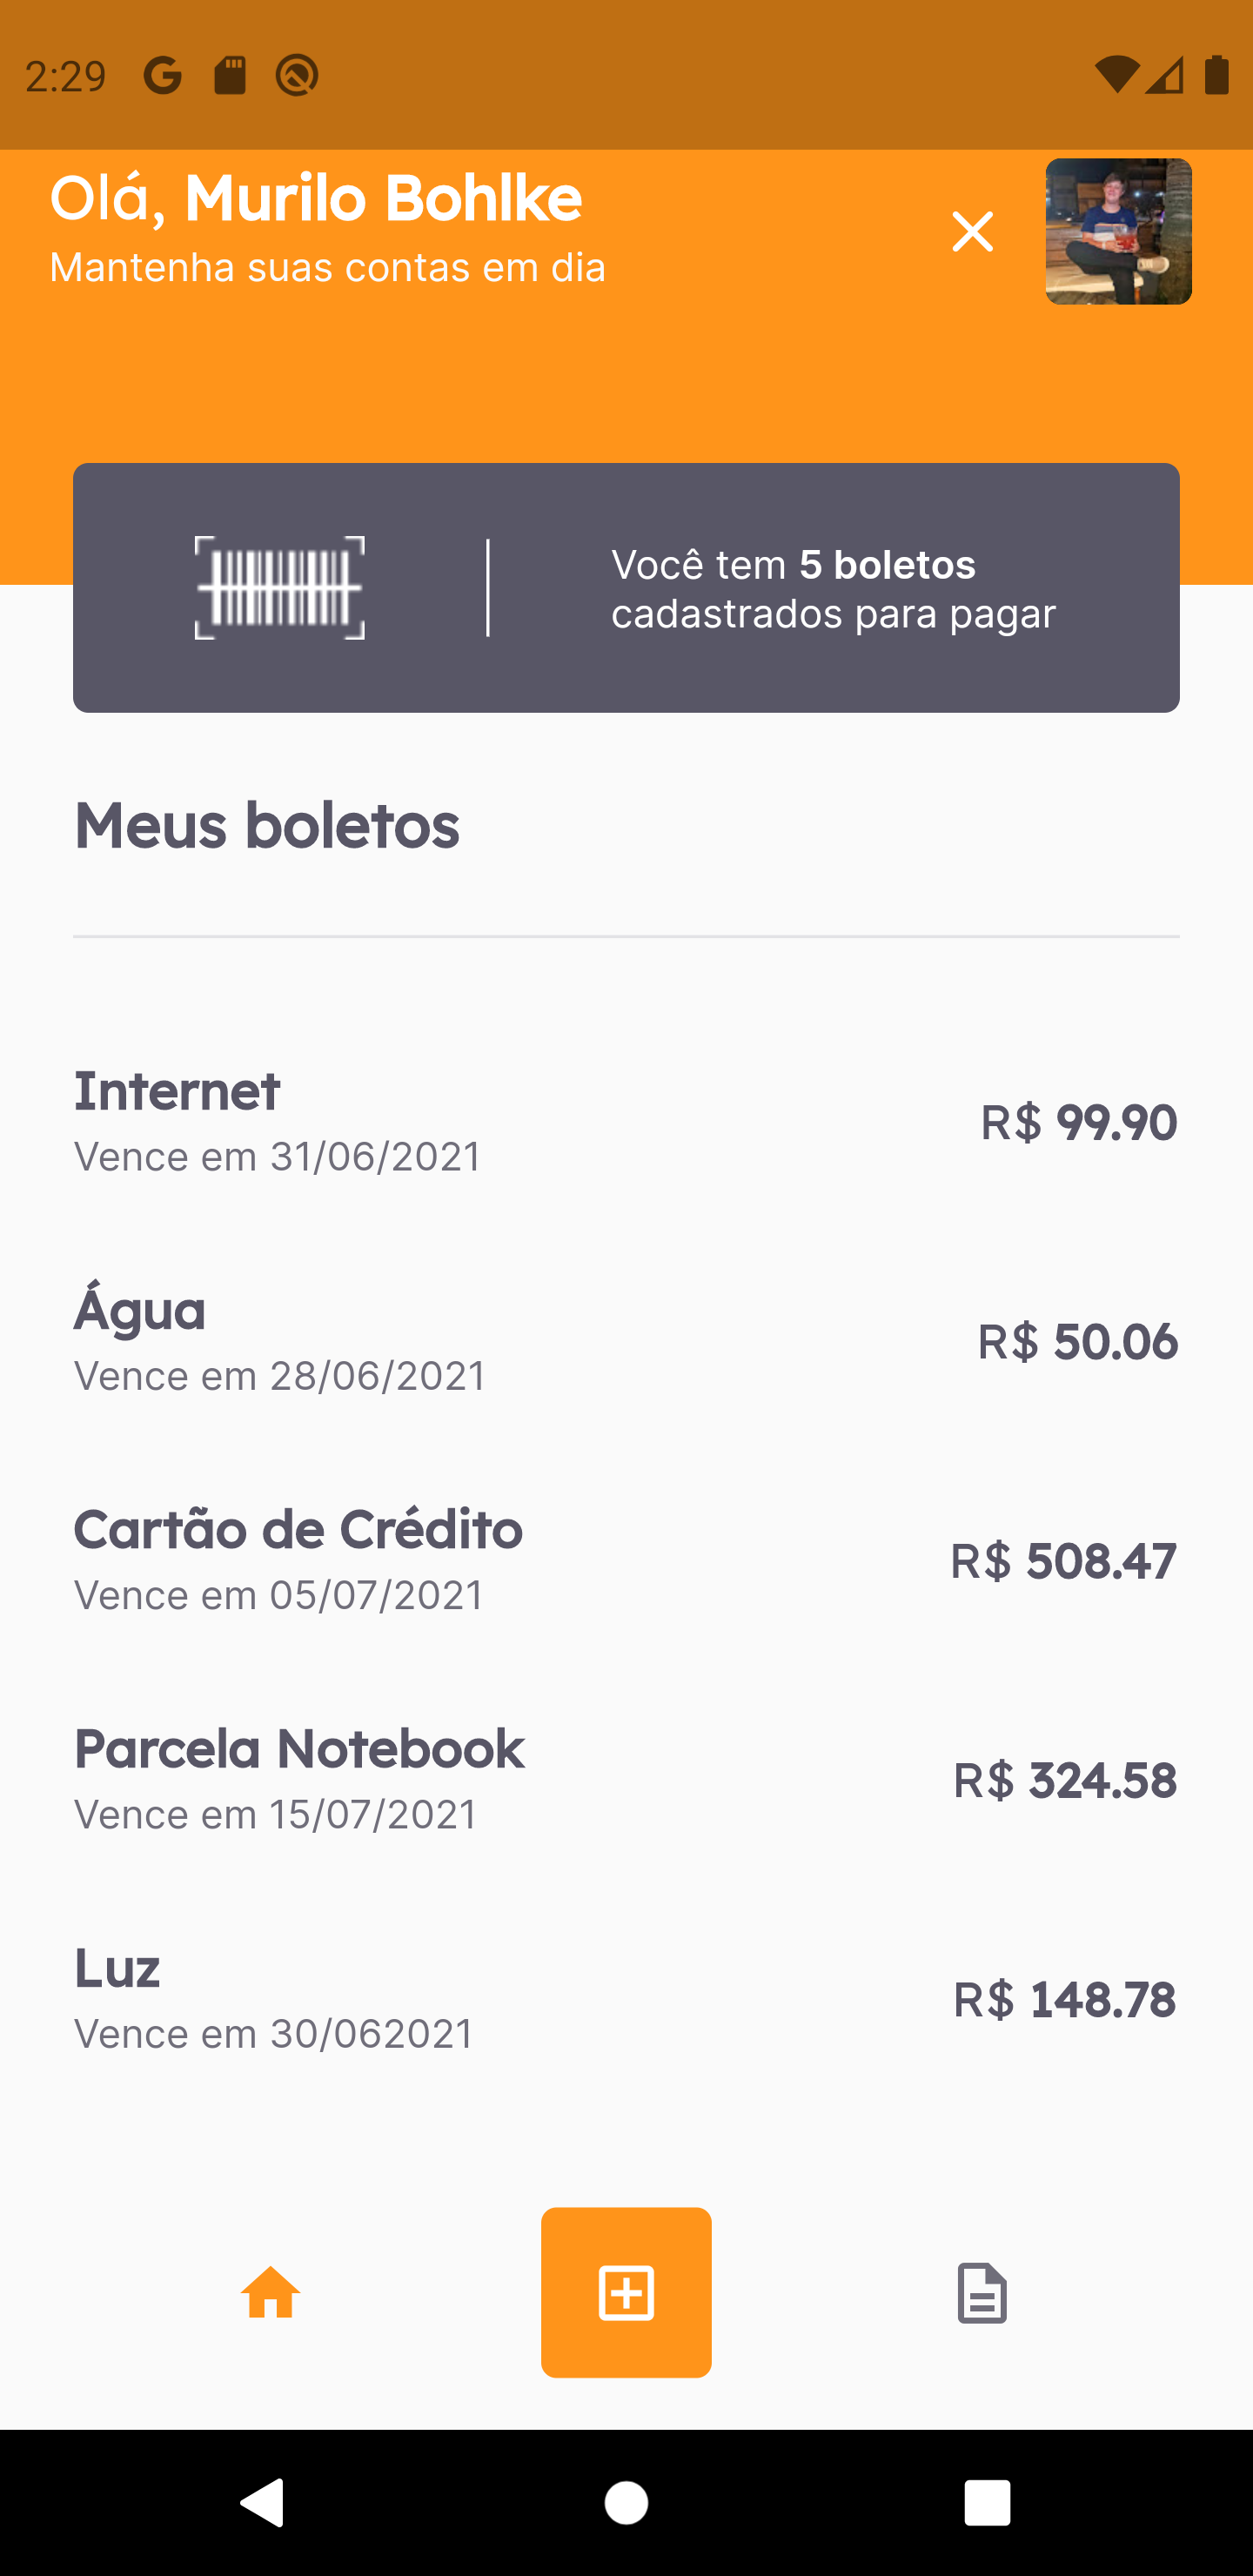 2:29
Olá, Murilo Bohlke
Mantenha suas contas em dia
Você tem 5 boletos
cadastrados para pagar
Meus boletos
Internet
R$ 99.90
Vence em 31/06/2021
Água
R$ 50.06
Vence em 28/06/2021
Cartão de Crédito
R$ 508.47
Vence em 05/07/2021
Parcela Notebook
R$ 324.58
Vence em 15/07/2021
Luz
R$ 148.78
Vence em 30/062021